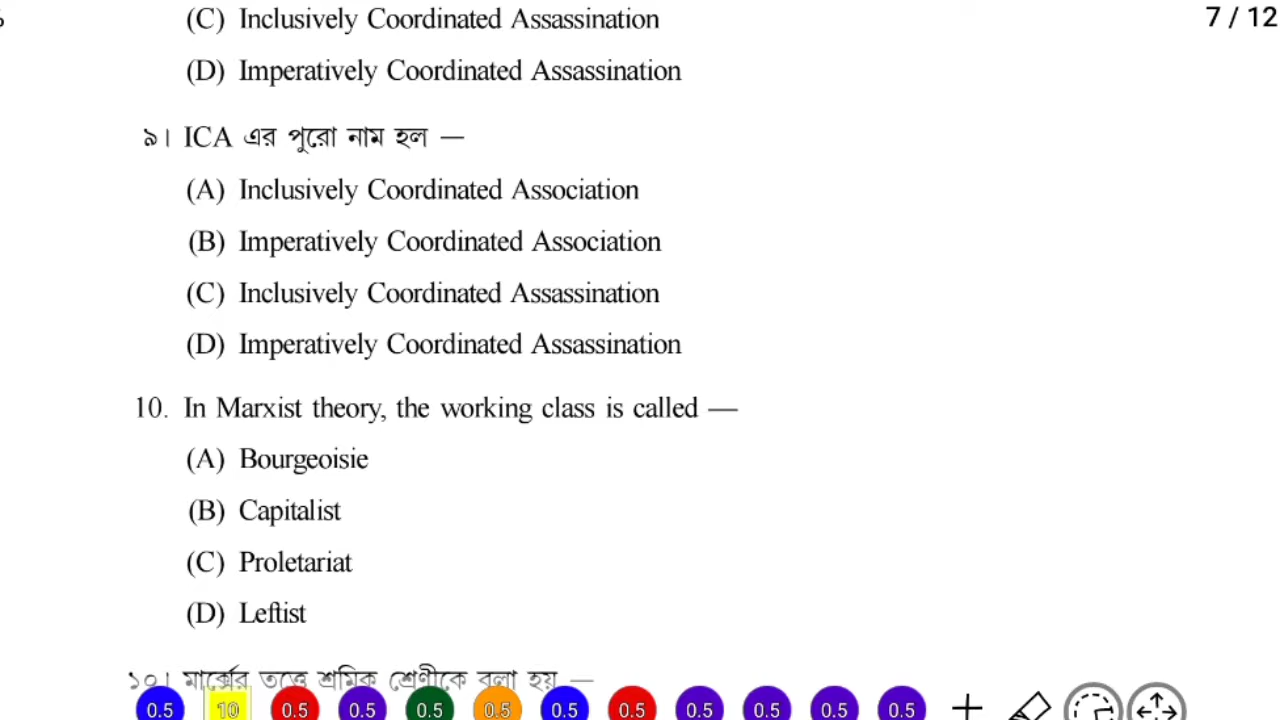 (C) Inclusively Coordinated Assassination
7 / 12
(D) Imperatively Coordinated Assassination
৯। ICA এর পুরো নাম হল —
(A) Inclusively Coordinated Association
(B) Imperatively Coordinated Association
(C) Inclusively Coordinated Assassination
(D) Imperatively Coordinated Assassination
10. In Marxist theory, the working class is called —
(A) Bourgeoisie
(B) Capitalist
(C) Proletariat
(D) Leftist
১০। মার্ক্সের তত্ত্বে শ্রমিক শ্রেণীকে বলা হয় —
0.5 10 0.5 0.5 0.5 0.5 0.5 0.5 0.5 0.5 0.5 0.5